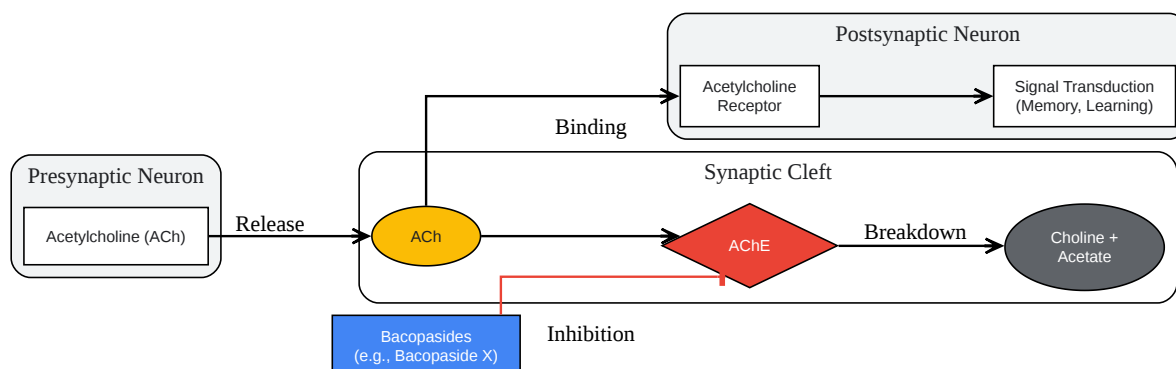 Postsynaptic Neuron
Acetylcholine
Receptor
Signal Transduction
(Memory, Learning)
Binding
Presynaptic Neuron
Acetylcholine (ACh)
Release
Synaptic Cleft
ACh
AChE
Breakdown
Choline +
Acetate
Bacopasides
(e.g., Bacopaside X)
Inhibition